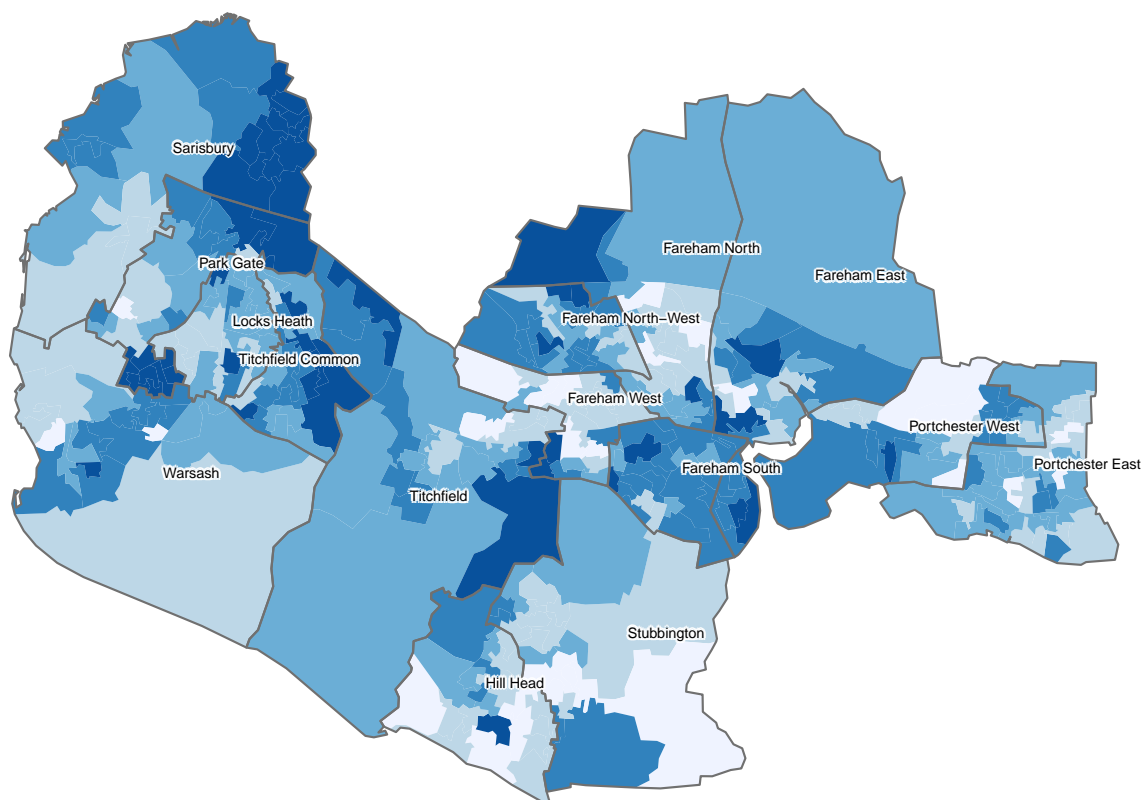 Sarisbury
Fareham North
Park Gate
Fareham East
Locks Heath
Fareham North−West
Titchfield Common
Fareham West
Portchester West
Portchester East
Warsash
Fareham South
Titchfield
Stubbington
Hill Head